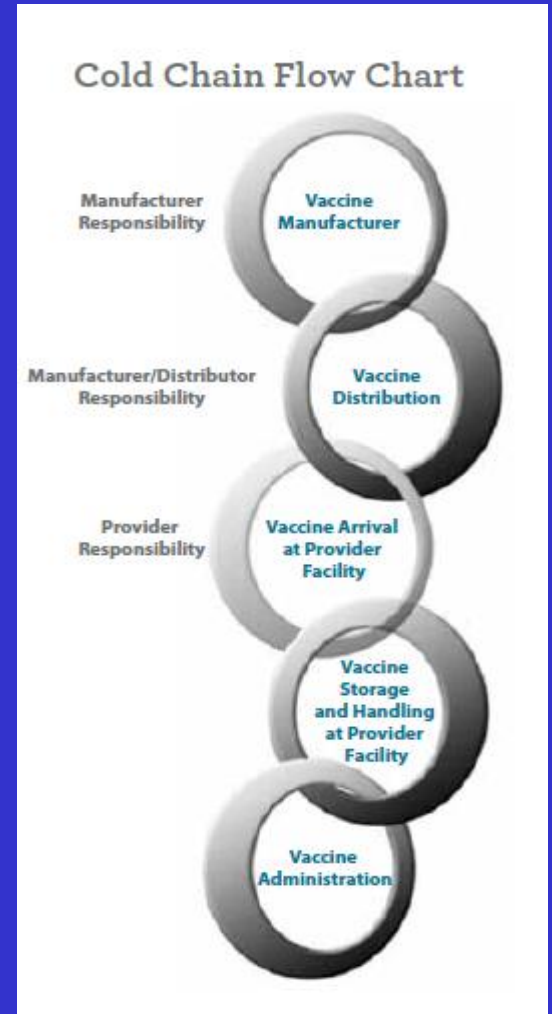 Cold Chain Flow Chart
Manufacturer
Responsibility
Vaccine
Manufacturer
Manufacturer/Distributor
Responsibility
Vaccine
Distribution
Provider
Responsibility
Vaccine Arrival
at Provider
Facility
Vaccine
Storage
and Handling
at Provider
Facility
Vaccine
Administration